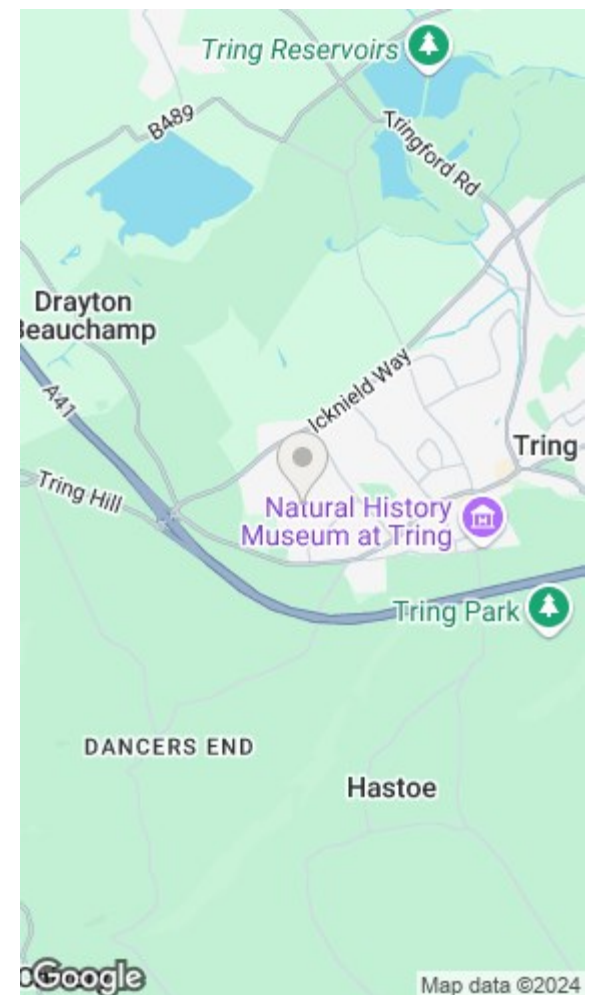 Tring Reservoirs
B489
Tringford Rd
Drayton
Beauchamp
Icknield Way
A41
Tring
Tring Hill
Natural History
Museum at Tring
Tring Park
DANCERS END
Hastoe
Google
Map data ©2024